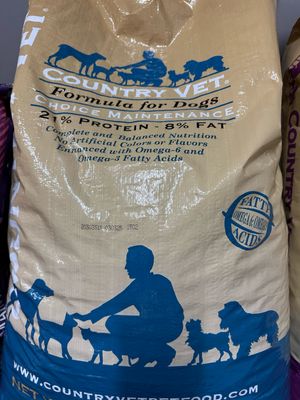 COUNTRY VET®
Formula for Dogs
CHOICE MAINTENANCE
21% PROTEIN - 8% FAT
Complete and Balanced Nutrition
No Artificial Colors or Flavors
Enhanced with Omega-6 and
Omega-3 Fatty Acids
FATTY
ACIDS
WWW.COUNTRYVETPETFOOD.COM